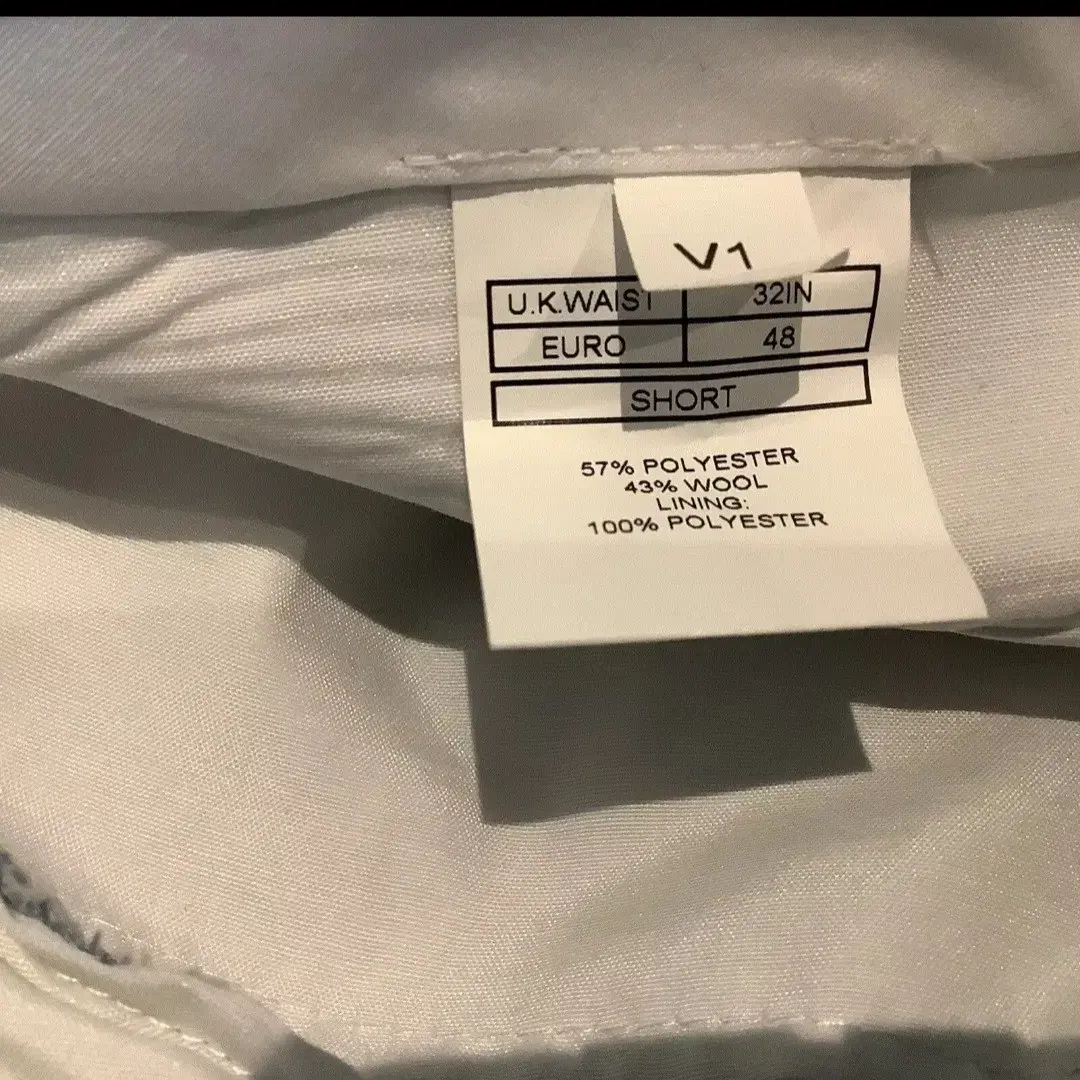 V1
U.K.WAIST 32IN
EURO 48
SHORT
57% POLYESTER
43% WOOL
LINING:
100% POLYESTER